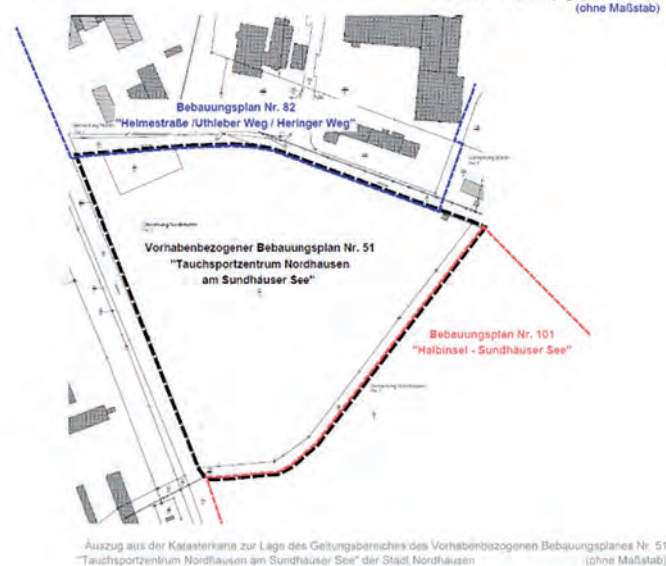 (ohne Maßstab)
Bebauungsplan Nr. 82
"Helmestraße /Uthleber Weg / Heringer Weg"
Vorhabenbezogener Bebauungsplan Nr. 51
"Tauchsportzentrum Nordhausen
am Sundhäuser See"
Bebauungsplan Nr. 101
"Halbinsel - Sundhäuser See"
Auszug aus der Katasterkarte zur Lage des Geltungsbereiches des Vorhabenbezogenen Bebauungsplanes Nr. 51
"Tauchsportzentrum Nordhausen am Sundhäuser See" der Stadt Nordhausen (ohne Maßstab)